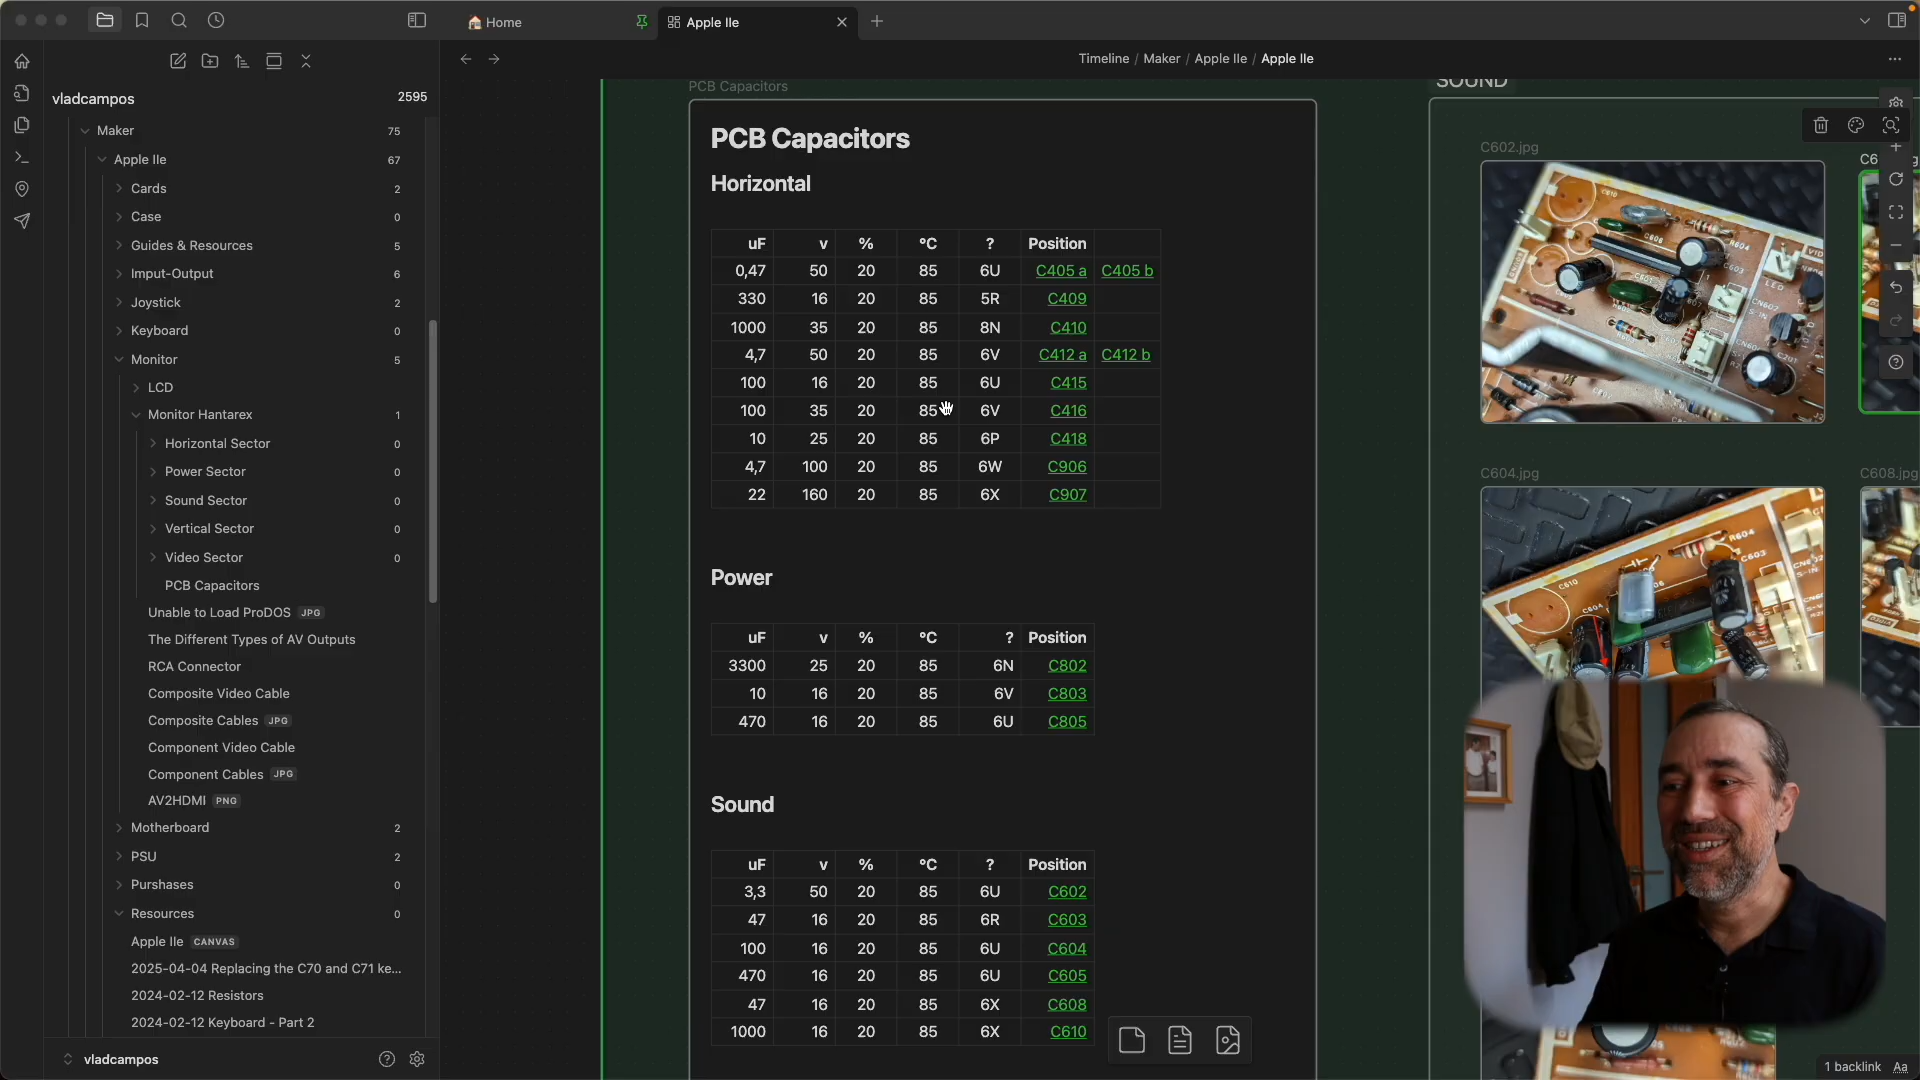 Home
Apple IIe
Timeline / Maker / Apple IIe / Apple IIe
vladcampos 2595
Maker 75
Apple IIe 67
Cards 2
Case 0
Guides & Resources 5
Imput-Output 6
Joystick 2
Keyboard 0
Monitor 5
LCD
Monitor Hantarex 1
Horizontal Sector 0
Power Sector 0
Sound Sector 0
Vertical Sector 0
Video Sector 0
PCB Capacitors
Unable to Load ProDOS JPG
The Different Types of AV Outputs
RCA Connector
Composite Video Cable
Composite Cables JPG
Component Video Cable
Component Cables JPG
AV2HDMI PNG
Motherboard 2
PSU 2
Purshases 0
Resources 0
Apple IIe CANVAS
2025-04-04 Replacing the C70 and C71 ke...
2024-02-12 Resistors
2024-02-12 Keyboard - Part 2
vladcampos
PCB Capacitors
PCB Capacitors
Horizontal
uF v % °C ? Position
0,47 50 20 85 6U C405 a C405 b
330 16 20 85 5R C409
1000 35 20 85 8N C410
4,7 50 20 85 6V C412 a C412 b
100 16 20 85 6U C415
100 35 20 85 6V C416
10 25 20 85 6P C418
4,7 100 20 85 6W C906
22 160 20 85 6X C907
Power
uF v % °C ? Position
3300 25 20 85 6N C802
10 16 20 85 6V C803
470 16 20 85 6U C805
Sound
uF v % °C ? Position
3,3 50 20 85 6U C602
47 16 20 85 6R C603
100 16 20 85 6U C604
470 16 20 85 6U C605
47 16 20 85 6X C608
1000 16 20 85 6X C610
SOUND
C602.jpg
C610
C606
R604
C603
C601
LED
C604.jpg
C608.jpg
R604
C603
C610
C604
S-IN
1 backlink Aa